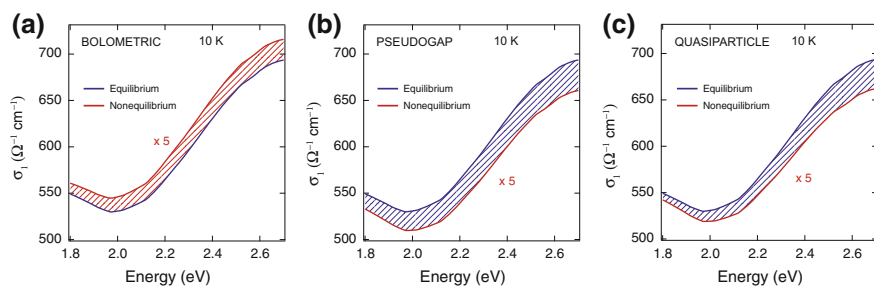 (a)
BOLOMETRIC 10 K
Equilibrium
Nonequilibrium
x 5
σ1 (Ω⁻¹ cm⁻¹)
700
650
600
550
500
1.8 2.0 2.2 2.4 2.6
Energy (eV)
(b)
PSEUDOGAP 10 K
Equilibrium
Nonequilibrium
x 5
σ1 (Ω⁻¹ cm⁻¹)
700
650
600
550
500
1.8 2.0 2.2 2.4 2.6
Energy (eV)
(c)
QUASIPARTICLE 10 K
Equilibrium
Nonequilibrium
x 5
σ1 (Ω⁻¹ cm⁻¹)
700
650
600
550
500
1.8 2.0 2.2 2.4 2.6
Energy (eV)